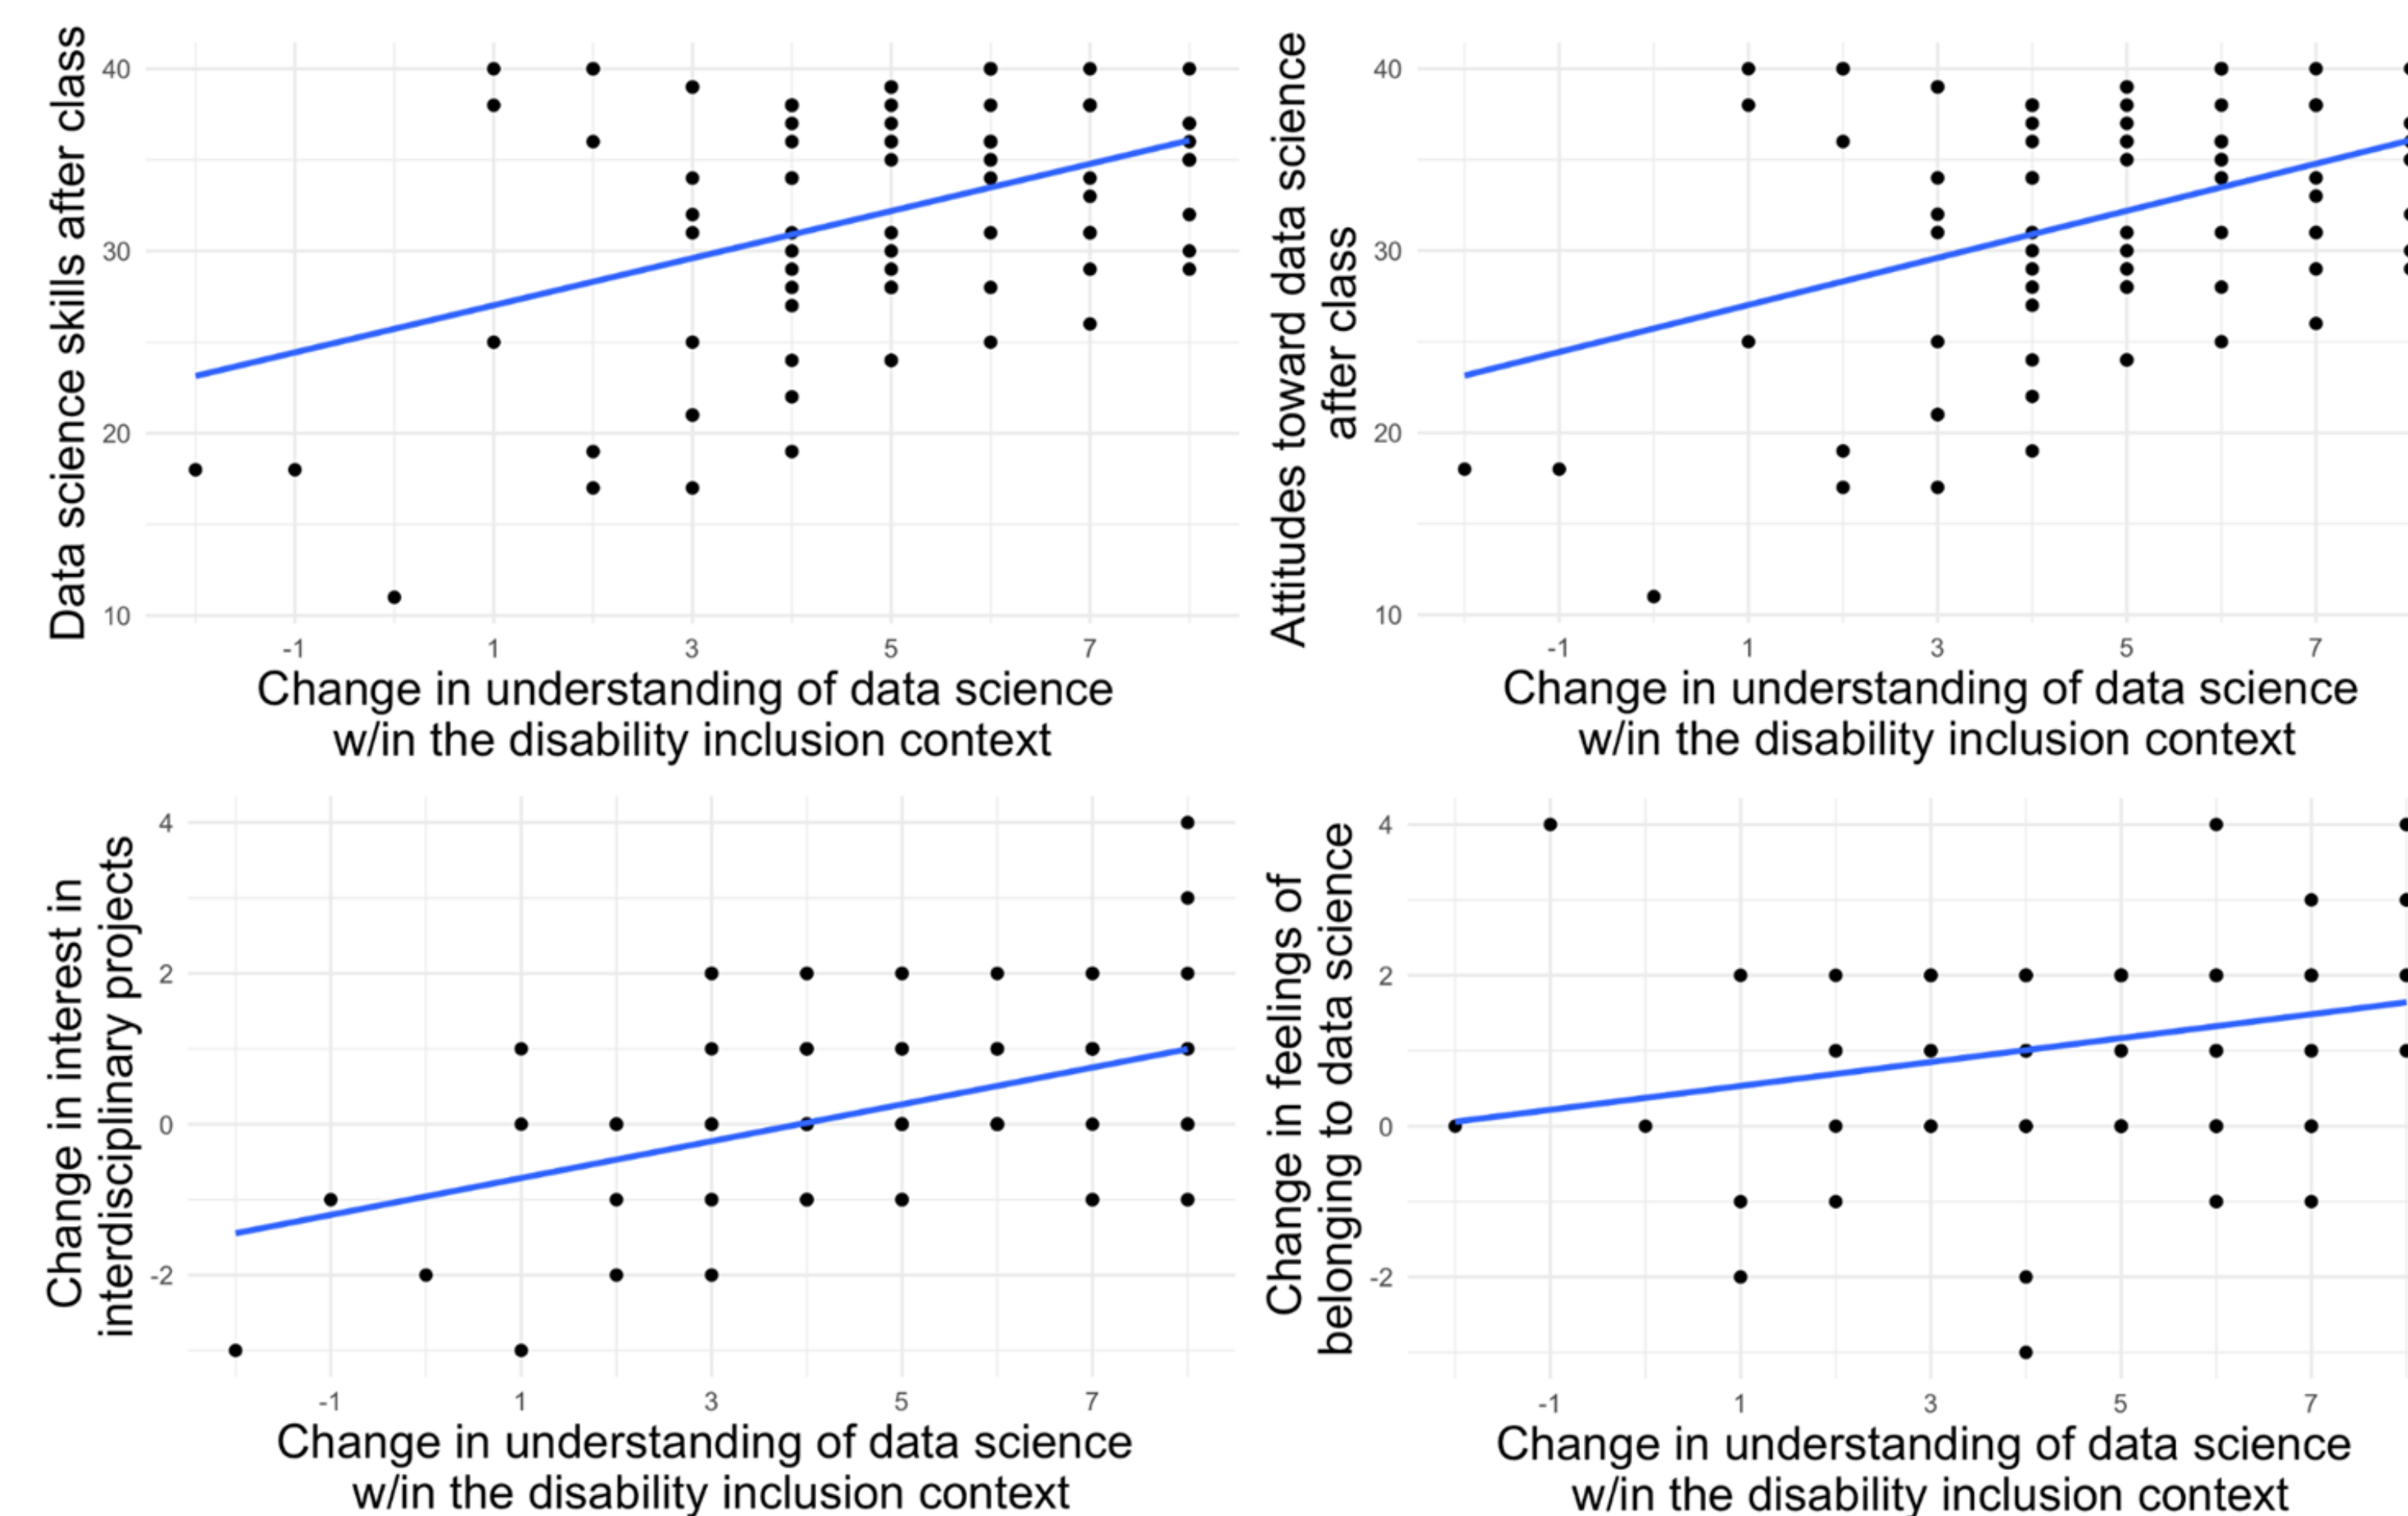 Data science skills after class
40
30
20
10
-1 1 3 5 7
Change in understanding of data science
w/in the disability inclusion context
Attitudes toward data science
after class
40
30
20
10
-1 1 3 5 7
Change in understanding of data science
w/in the disability inclusion context
Change in interest in
interdisciplinary projects
4
2
0
-2
-1 1 3 5 7
Change in understanding of data science
w/in the disability inclusion context
Change in feelings of
belonging to data science
4
2
0
-2
-1 1 3 5 7
Change in understanding of data science
w/in the disability inclusion context